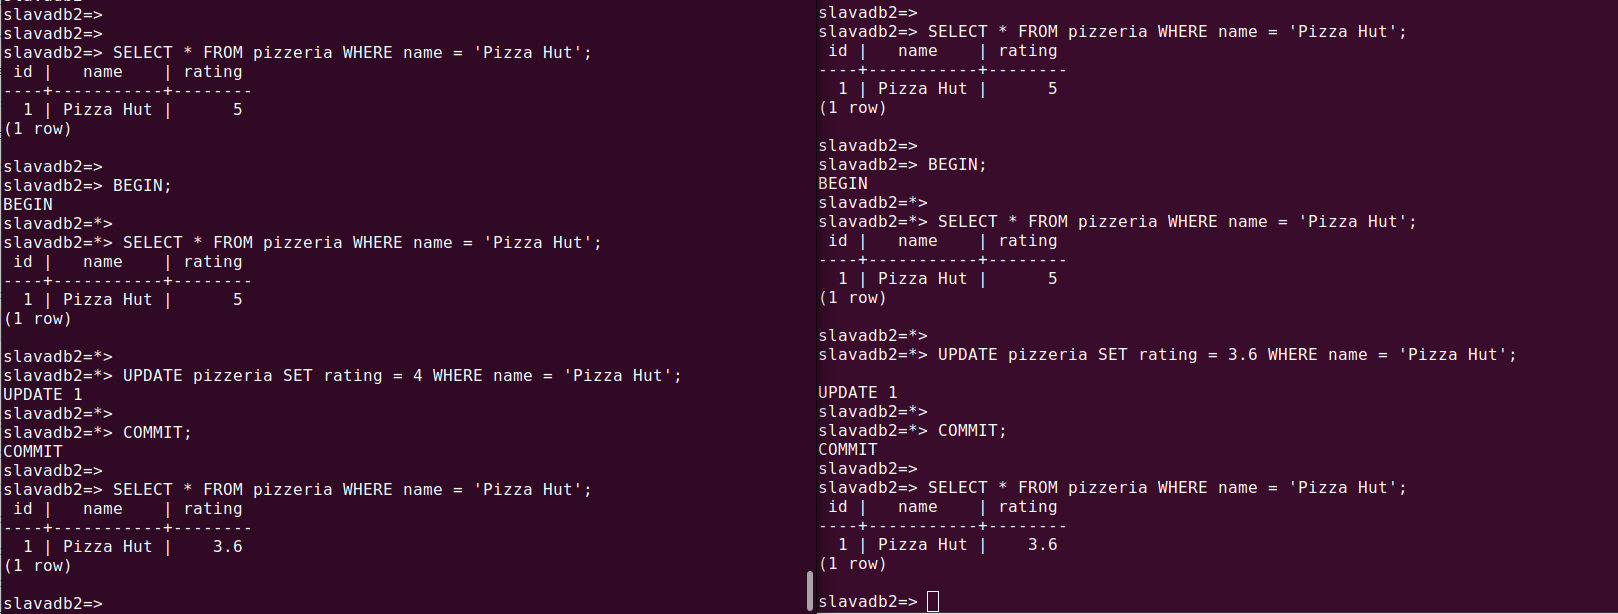 slavadb2=>
slavadb2=>
slavadb2=> SELECT * FROM pizzeria WHERE name = 'Pizza Hut';
 id |   name    | rating
----+-----------+--------
  1 | Pizza Hut |      5
(1 row)

slavadb2=>
slavadb2=> BEGIN;
BEGIN
slavadb2=*>
slavadb2=*> SELECT * FROM pizzeria WHERE name = 'Pizza Hut';
 id |   name    | rating
----+-----------+--------
  1 | Pizza Hut |      5
(1 row)

slavadb2=*>
slavadb2=*> UPDATE pizzeria SET rating = 4 WHERE name = 'Pizza Hut';
UPDATE 1
slavadb2=*>
slavadb2=*> COMMIT;
COMMIT
slavadb2=>
slavadb2=> SELECT * FROM pizzeria WHERE name = 'Pizza Hut';
 id |   name    | rating
----+-----------+--------
  1 | Pizza Hut |    3.6
(1 row)

slavadb2=>
slavadb2=>
slavadb2=> SELECT * FROM pizzeria WHERE name = 'Pizza Hut';
 id |   name    | rating
----+-----------+--------
  1 | Pizza Hut |      5
(1 row)

slavadb2=>
slavadb2=> BEGIN;
BEGIN
slavadb2=*>
slavadb2=*> SELECT * FROM pizzeria WHERE name = 'Pizza Hut';
 id |   name    | rating
----+-----------+--------
  1 | Pizza Hut |      5
(1 row)

slavadb2=*>
slavadb2=*> UPDATE pizzeria SET rating = 3.6 WHERE name = 'Pizza Hut';

UPDATE 1
slavadb2=*>
slavadb2=*> COMMIT;
COMMIT
slavadb2=>
slavadb2=> SELECT * FROM pizzeria WHERE name = 'Pizza Hut';
 id |   name    | rating
----+-----------+--------
  1 | Pizza Hut |    3.6
(1 row)

slavadb2=>